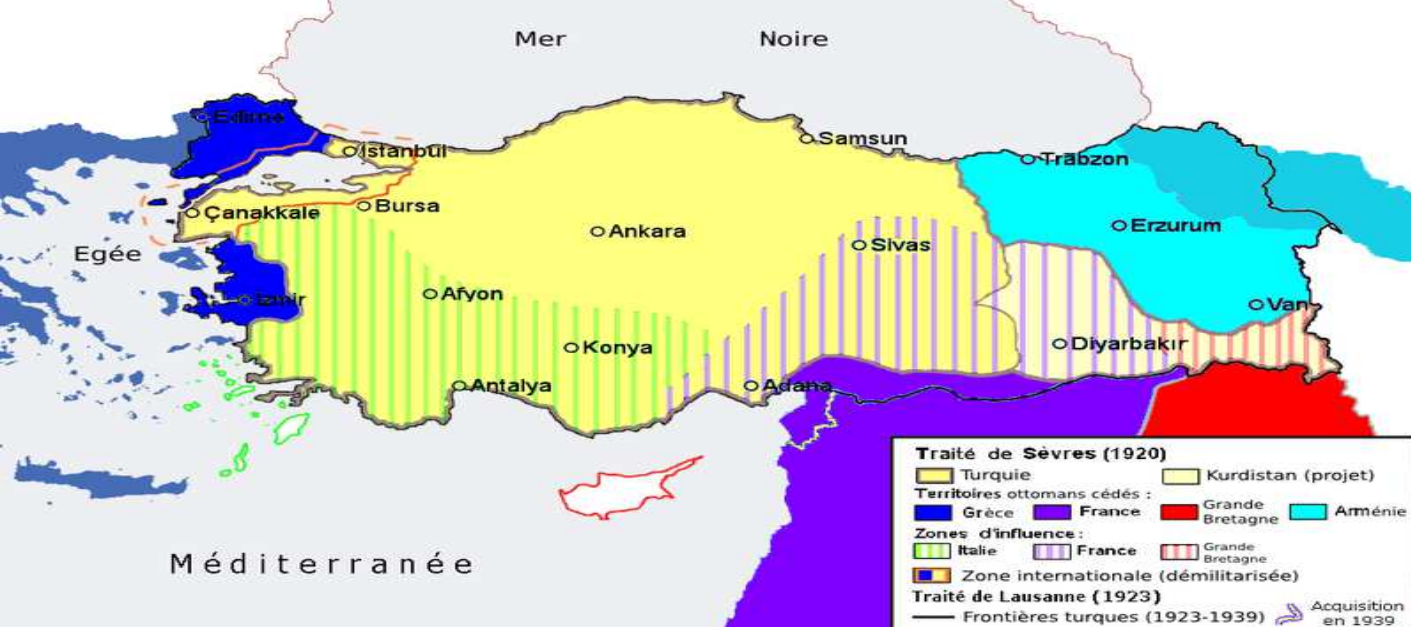 Mer Noire
Edirne
Istanbul
Samsun
Trabzon
Çanakkale
Bursa
Ankara
Sivas
Erzurum
Egée
Izmir
Afyon
Van
Konya
Diyarbakır
Antalya
Adana
Méditerranée
Traité de Sèvres (1920)
Turquie
Kurdistan (projet)
Territoires ottomans cédés :
Grèce
France
Grande
Bretagne
Arménie
Zones d'influence :
Italie
France
Grande
Bretagne
Zone internationale (démilitarisée)
Traité de Lausanne (1923)
Frontières turques (1923-1939)
Acquisition
en 1939